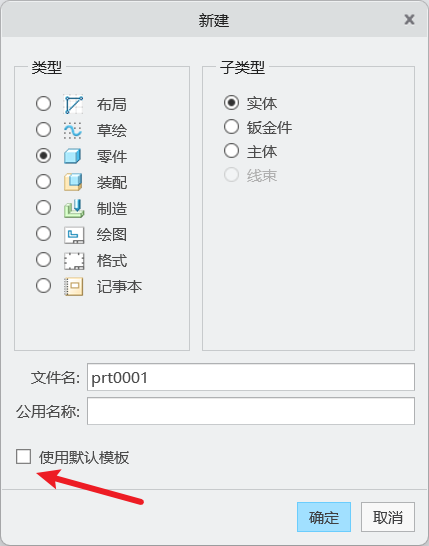 新建
类型
布局
草绘
零件
装配
制造
绘图
格式
记事本
子类型
实体
钣金件
主体
线束
文件名: prt0001
公用名称:
使用默认模板
确定 取消